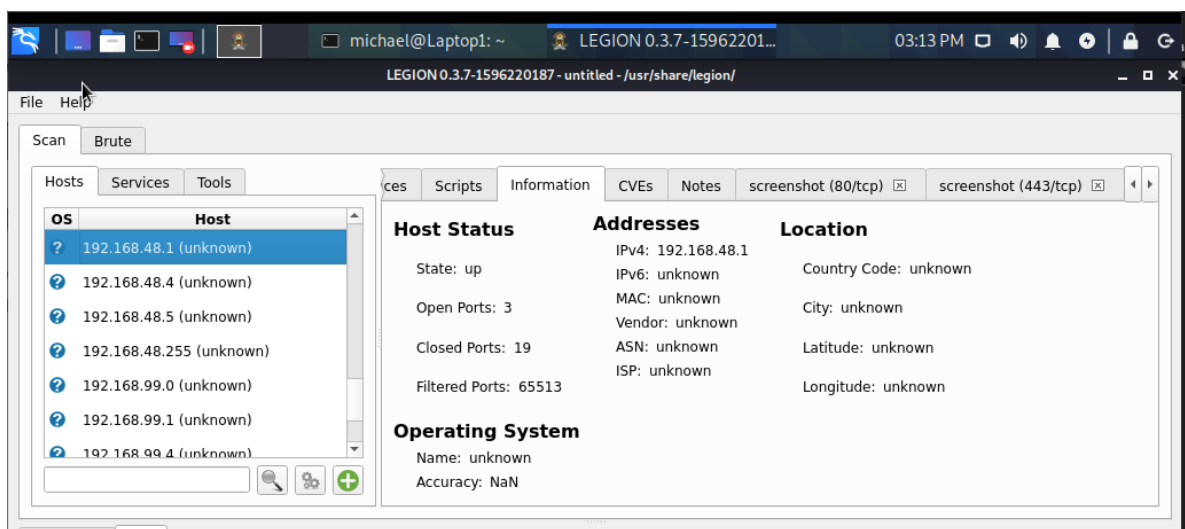 michael@Laptop1: ~ LEGION 0.3.7-15962201... 03:13 PM
LEGION 0.3.7-1596220187 - untitled - /usr/share/legion/
File Help
Scan Brute
Hosts Services Tools
OS Host
192.168.48.1 (unknown)
192.168.48.4 (unknown)
192.168.48.5 (unknown)
192.168.48.255 (unknown)
192.168.99.0 (unknown)
192.168.99.1 (unknown)
192.168.99.4 (unknown)
ces Scripts Information CVEs Notes screenshot (80/tcp) screenshot (443/tcp)
Host Status
State: up
Open Ports: 3
Closed Ports: 19
Filtered Ports: 65513
Addresses
IPv4: 192.168.48.1
IPv6: unknown
MAC: unknown
Vendor: unknown
ASN: unknown
ISP: unknown
Location
Country Code: unknown
City: unknown
Latitude: unknown
Longitude: unknown
Operating System
Name: unknown
Accuracy: NaN